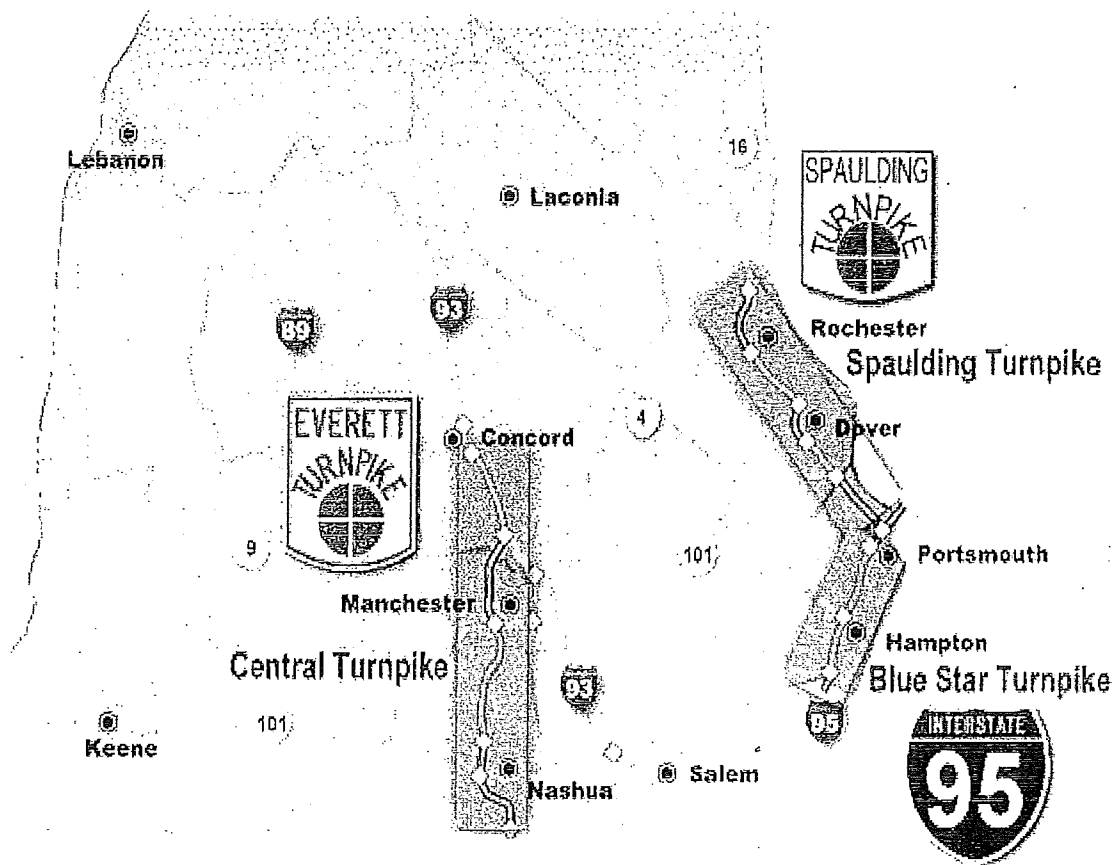 16
Lebanon
SPAULDING
TURNPIKE
Laconia
89
93
Rochester
Spaulding Turnpike
EVERETT
TURNPIKE
Concord
4
Dover
9
101
Portsmouth
Manchester
Hampton
Central Turnpike
93
Blue Star Turnpike
95
INTERSTATE
95
Keene
101
Salem
Nashua